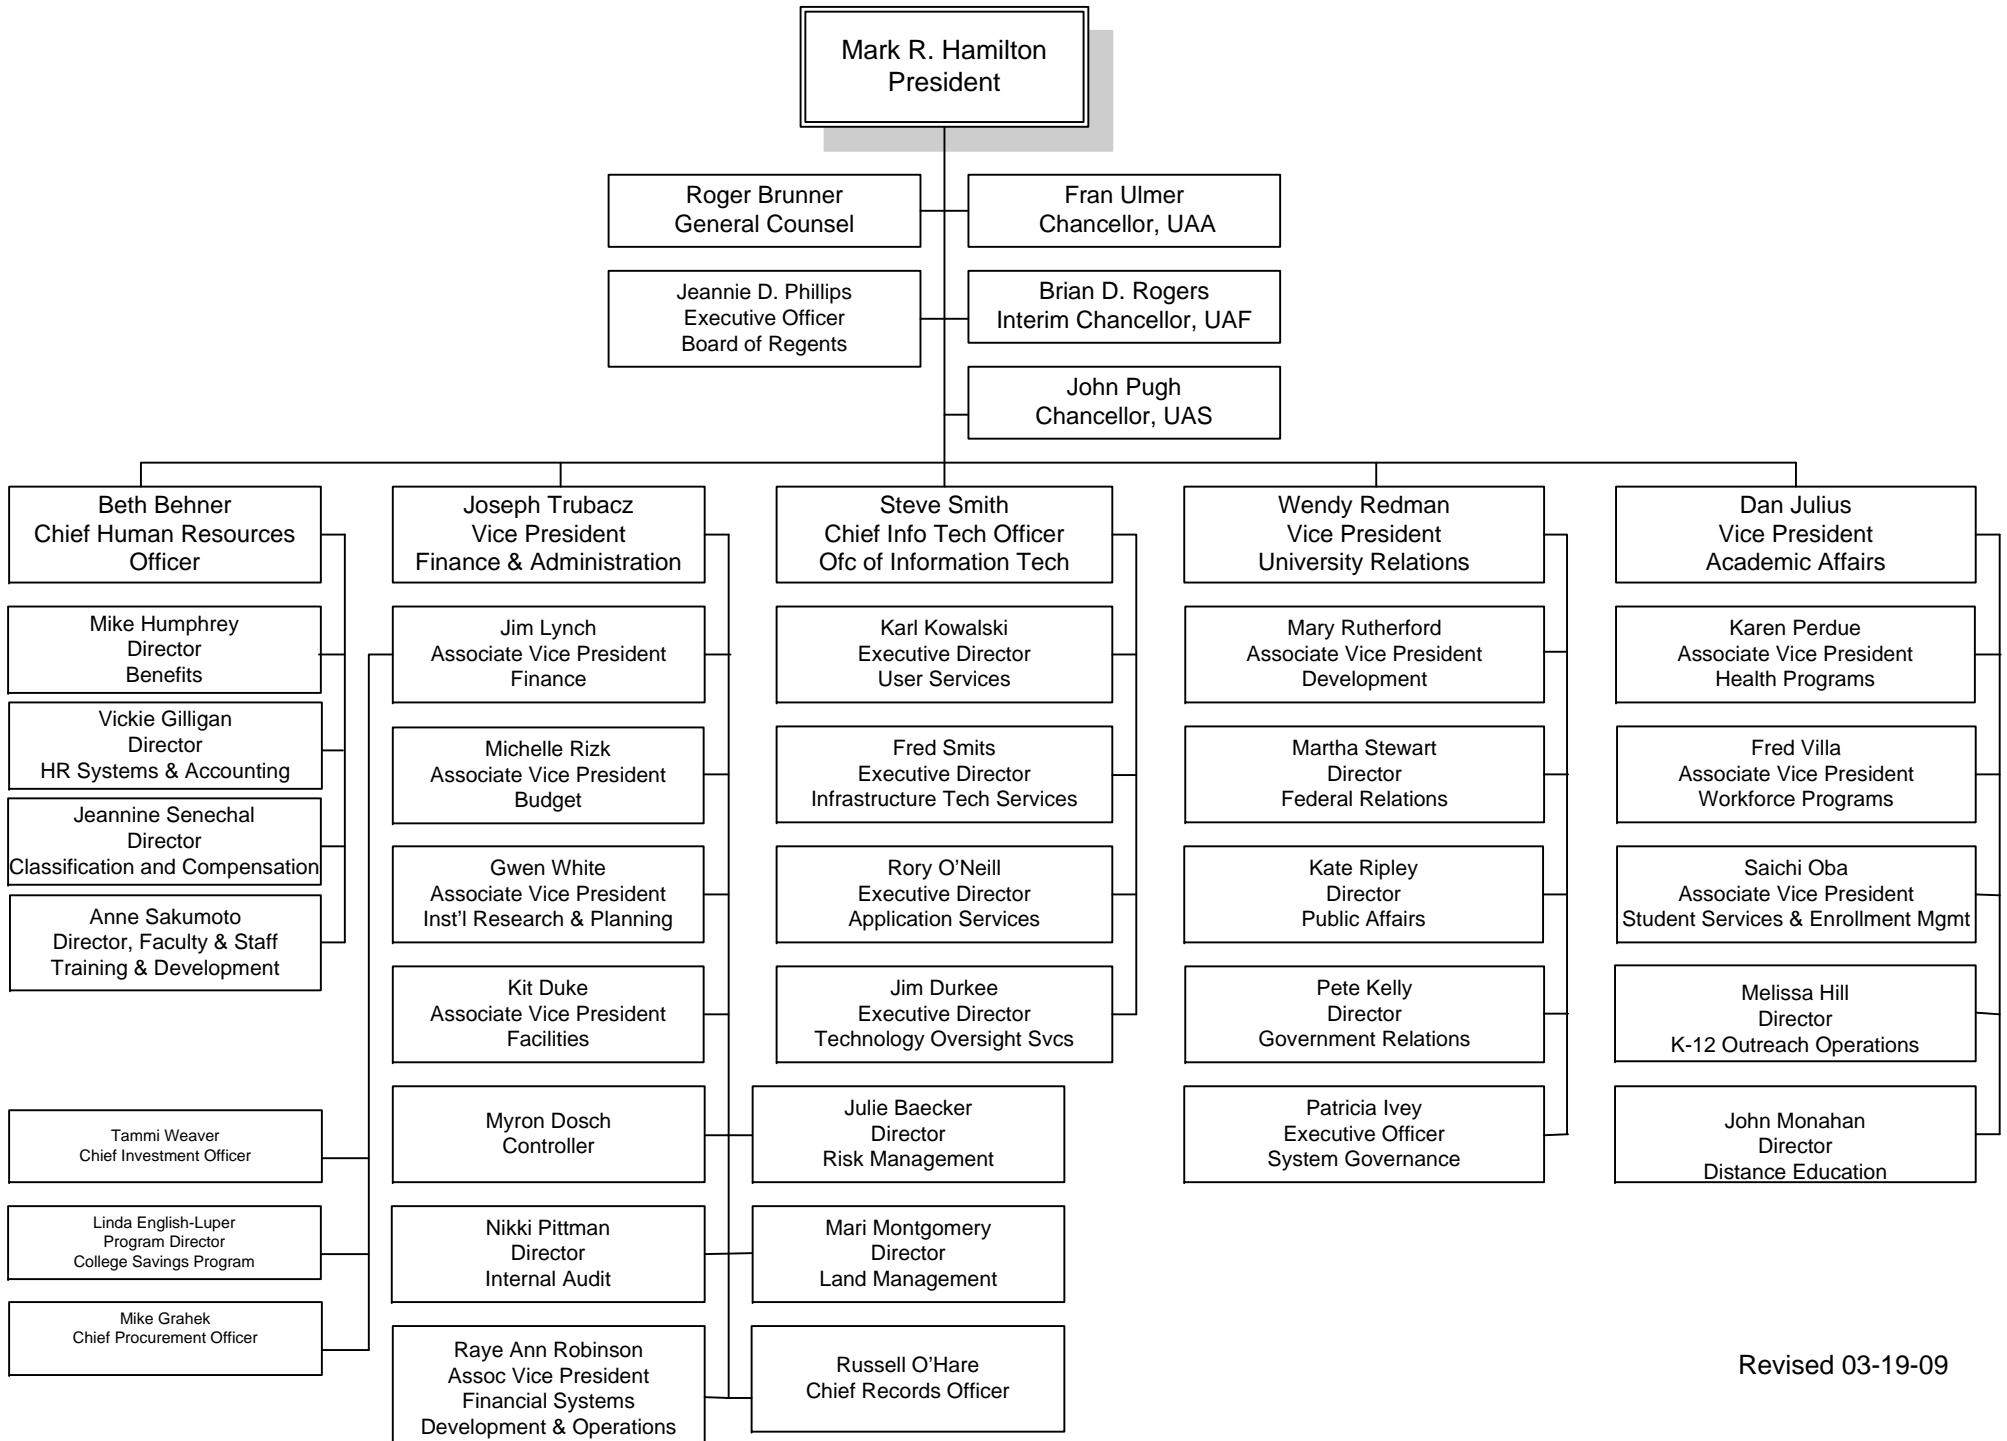 Mark R. Hamilton
President
Roger Brunner
General Counsel
Fran Ulmer
Chancellor, UAA
Jeannie D. Phillips
Executive Officer
Board of Regents
Brian D. Rogers
Interim Chancellor, UAF
John Pugh
Chancellor, UAS
Beth Behner
Chief Human Resources
Officer
Mike Humphrey
Director
Benefits
Vickie Gilligan
Director
HR Systems & Accounting
Jeannine Senechal
Director
Classification and Compensation
Anne Sakumoto
Director, Faculty & Staff
Training & Development
Joseph Trubacz
Vice President
Finance & Administration
Jim Lynch
Associate Vice President
Finance
Tammi Weaver
Chief Investment Officer
Linda English-Luper
Program Director
College Savings Program
Mike Grahek
Chief Procurement Officer
Michelle Rizk
Associate Vice President
Budget
Gwen White
Associate Vice President
Inst'l Research & Planning
Kit Duke
Associate Vice President
Facilities
Myron Dosch
Controller
Julie Baecker
Director
Risk Management
Nikki Pittman
Director
Internal Audit
Mari Montgomery
Director
Land Management
Raye Ann Robinson
Assoc Vice President
Financial Systems
Development & Operations
Russell O'Hare
Chief Records Officer
Steve Smith
Chief Info Tech Officer
Ofc of Information Tech
Karl Kowalski
Executive Director
User Services
Fred Smits
Executive Director
Infrastructure Tech Services
Rory O'Neill
Executive Director
Application Services
Jim Durkee
Executive Director
Technology Oversight Svcs
Wendy Redman
Vice President
University Relations
Mary Rutherford
Associate Vice President
Development
Martha Stewart
Director
Federal Relations
Kate Ripley
Director
Public Affairs
Pete Kelly
Director
Government Relations
Patricia Ivey
Executive Officer
System Governance
Dan Julius
Vice President
Academic Affairs
Karen Perdue
Associate Vice President
Health Programs
Fred Villa
Associate Vice President
Workforce Programs
Saichi Oba
Associate Vice President
Student Services & Enrollment Mgmt
Melissa Hill
Director
K-12 Outreach Operations
John Monahan
Director
Distance Education
Revised 03-19-09